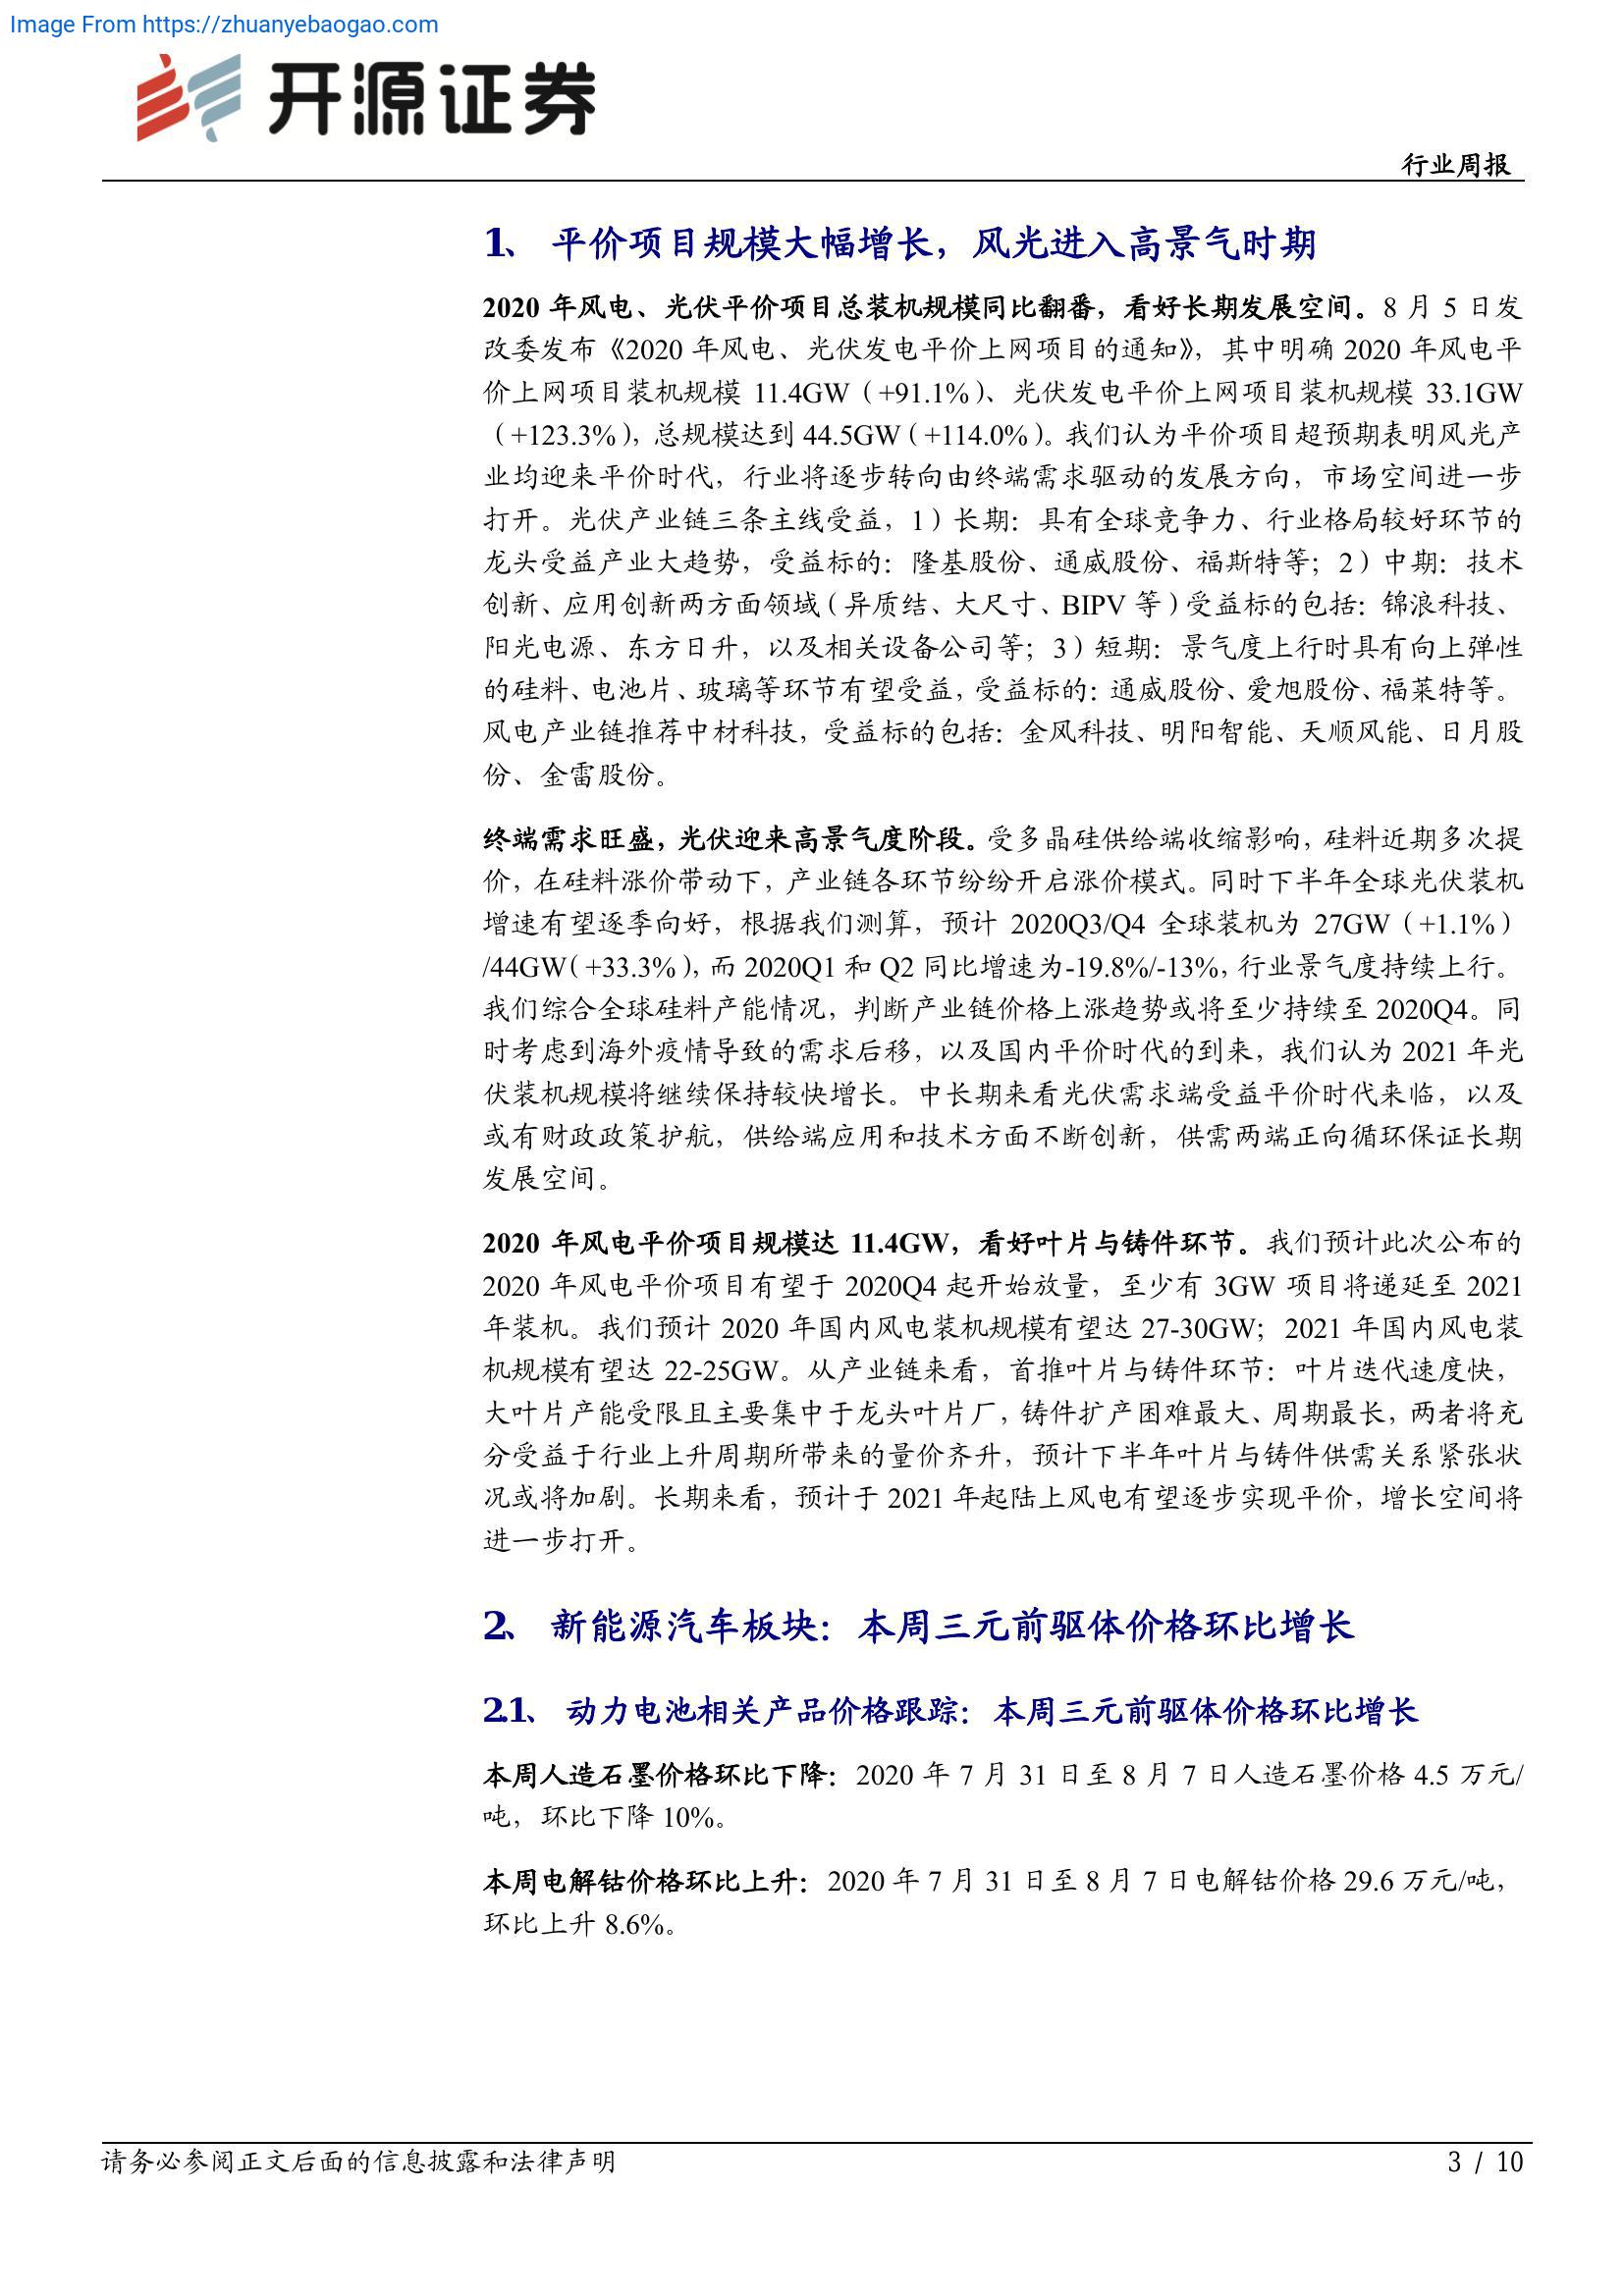 Image From https://zhuanyebaogao.com
开源证券
行业周报
1、 平价项目规模大幅增长，风光进入高景气时期
2020 年风电、光伏平价项目总装机规模同比翻番，看好长期发展空间。8 月 5 日发
改委发布《2020 年风电、光伏发电平价上网项目的通知》，其中明确 2020 年风电平
价上网项目装机规模 11.4GW（+91.1%）、光伏发电平价上网项目装机规模 33.1GW
（+123.3%），总规模达到 44.5GW（+114.0%）。我们认为平价项目超预期表明风光产
业均迎来平价时代，行业将逐步转向由终端需求驱动的发展方向，市场空间进一步
打开。光伏产业链三条主线受益，1）长期：具有全球竞争力、行业格局较好环节的
龙头受益产业大趋势，受益标的：隆基股份、通威股份、福斯特等；2）中期：技术
创新、应用创新两方面领域（异质结、大尺寸、BIPV 等）受益标的包括：锦浪科技、
阳光电源、东方日升，以及相关设备公司等；3）短期：景气度上行时具有向上弹性
的硅料、电池片、玻璃等环节有望受益，受益标的：通威股份、爱旭股份、福莱特等。
风电产业链推荐中材科技，受益标的包括：金风科技、明阳智能、天顺风能、日月股
份、金雷股份。
终端需求旺盛，光伏迎来高景气度阶段。受多晶硅供给端收缩影响，硅料近期多次提
价，在硅料涨价带动下，产业链各环节纷纷开启涨价模式。同时下半年全球光伏装机
增速有望逐季向好，根据我们测算，预计 2020Q3/Q4 全球装机为 27GW（+1.1%）
/44GW（+33.3%），而 2020Q1 和 Q2 同比增速为-19.8%/-13%，行业景气度持续上行。
我们综合全球硅料产能情况，判断产业链价格上涨趋势或将至少持续至 2020Q4。同
时考虑到海外疫情导致的需求后移，以及国内平价时代的到来，我们认为 2021 年光
伏装机规模将继续保持较快增长。中长期来看光伏需求端受益平价时代来临，以及
或有财政政策护航，供给端应用和技术方面不断创新，供需两端正向循环保证长期
发展空间。
2020 年风电平价项目规模达 11.4GW，看好叶片与铸件环节。我们预计此次公布的
2020 年风电平价项目有望于 2020Q4 起开始放量，至少有 3GW 项目将递延至 2021
年装机。我们预计 2020 年国内风电装机规模有望达 27-30GW；2021 年国内风电装
机规模有望达 22-25GW。从产业链来看，首推叶片与铸件环节：叶片迭代速度快，
大叶片产能受限且主要集中于龙头叶片厂，铸件扩产困难最大、周期最长，两者将充
分受益于行业上升周期所带来的量价齐升，预计下半年叶片与铸件供需关系紧张状
况或将加剧。长期来看，预计于 2021 年起陆上风电有望逐步实现平价，增长空间将
进一步打开。
2、 新能源汽车板块：本周三元前驱体价格环比增长
2.1、 动力电池相关产品价格跟踪：本周三元前驱体价格环比增长
本周人造石墨价格环比下降：2020 年 7 月 31 日至 8 月 7 日人造石墨价格 4.5 万元/
吨，环比下降 10%。
本周电解钴价格环比上升：2020 年 7 月 31 日至 8 月 7 日电解钴价格 29.6 万元/吨，
环比上升 8.6%。
请务必参阅正文后面的信息披露和法律声明
3 / 10